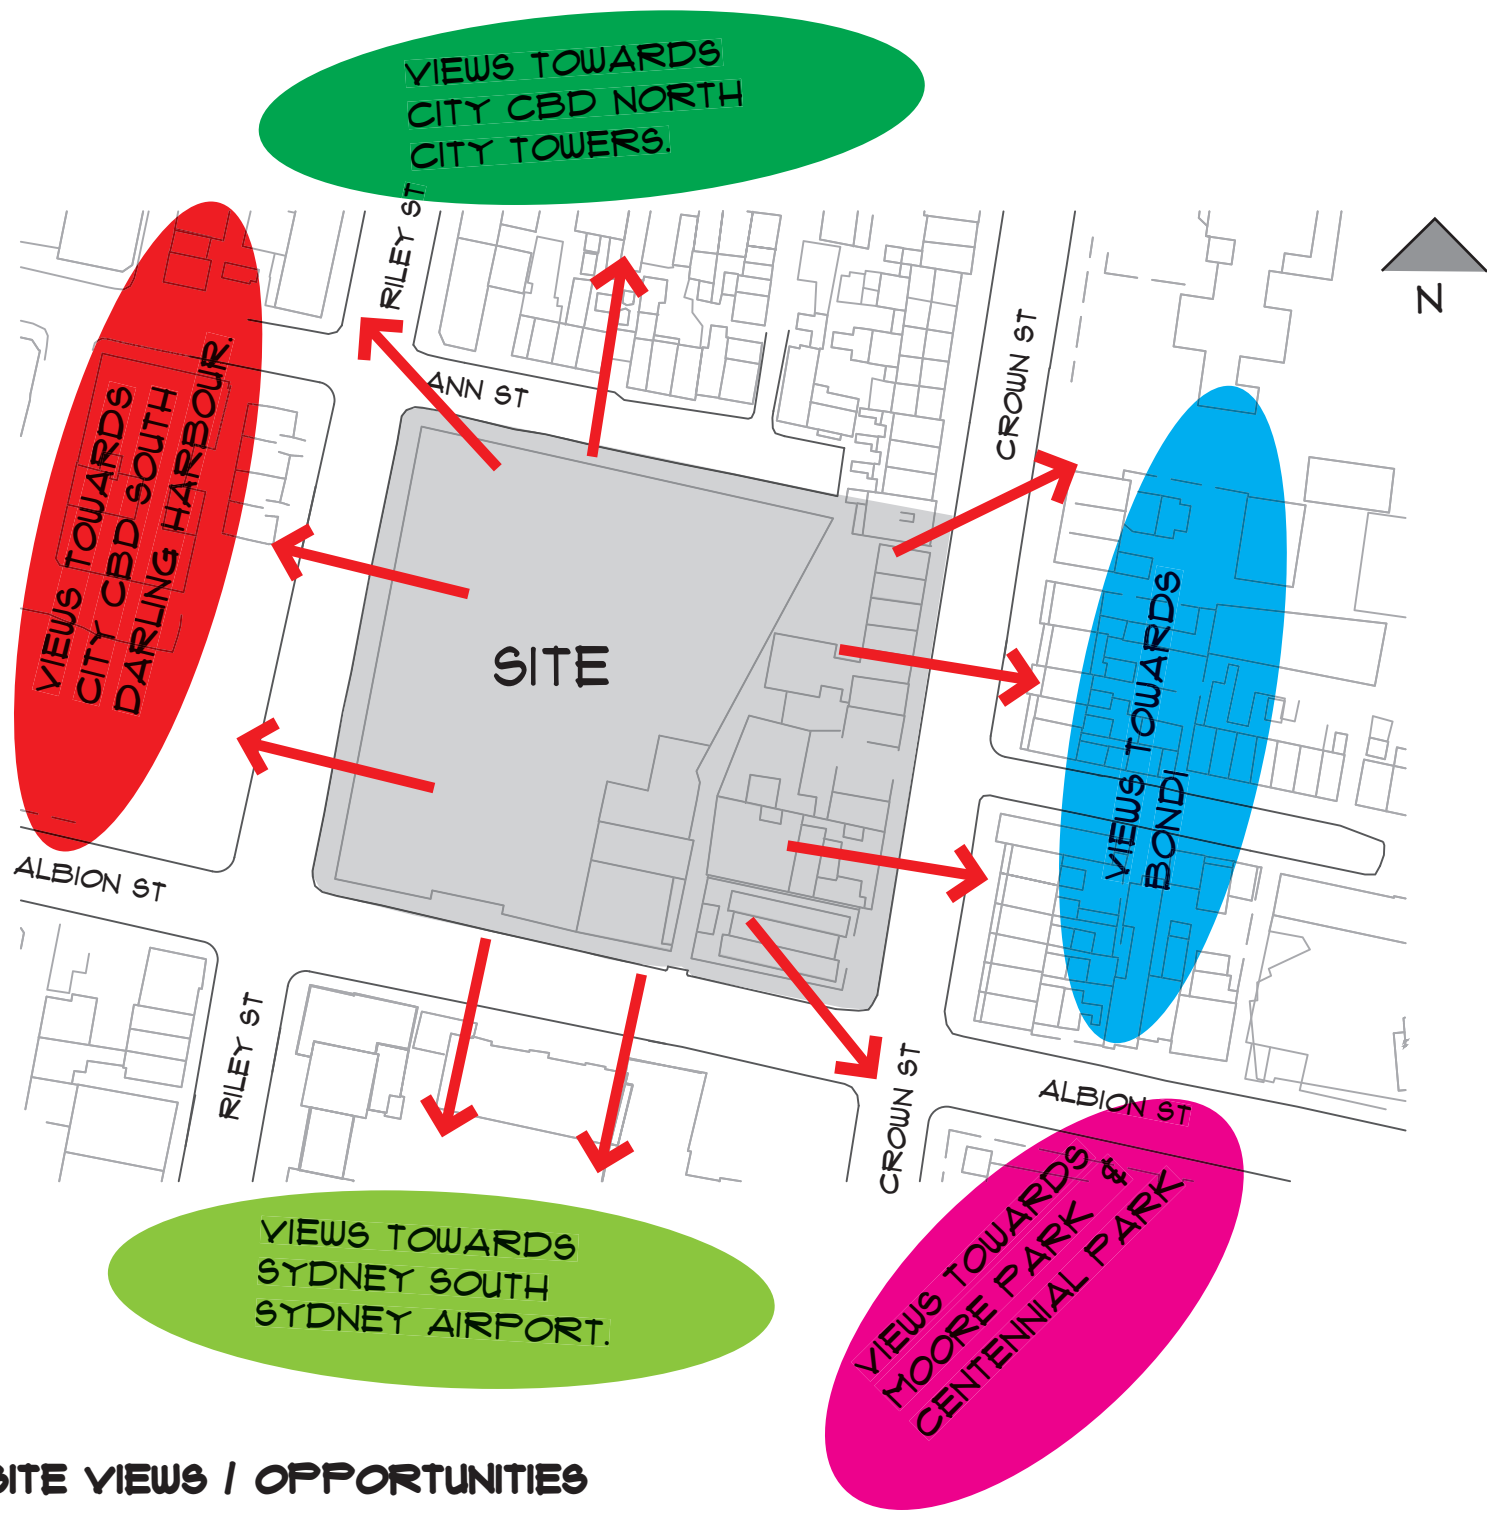 VIEWS TOWARDS
CITY CBD NORTH
CITY TOWERS.
RILEY ST
N
CROWN ST
ANN ST
VIEWS TOWARDS
CITY CBD SOUTH
DARLING HARBOUR.
SITE
VIEWS TOWARDS
BONDI
ALBION ST
RILEY ST
CROWN ST
ALBION ST
VIEWS TOWARDS
MOORE PARK &
CENTENNIAL PARK
VIEWS TOWARDS
SYDNEY SOUTH
SYDNEY AIRPORT.
SITE VIEWS / OPPORTUNITIES